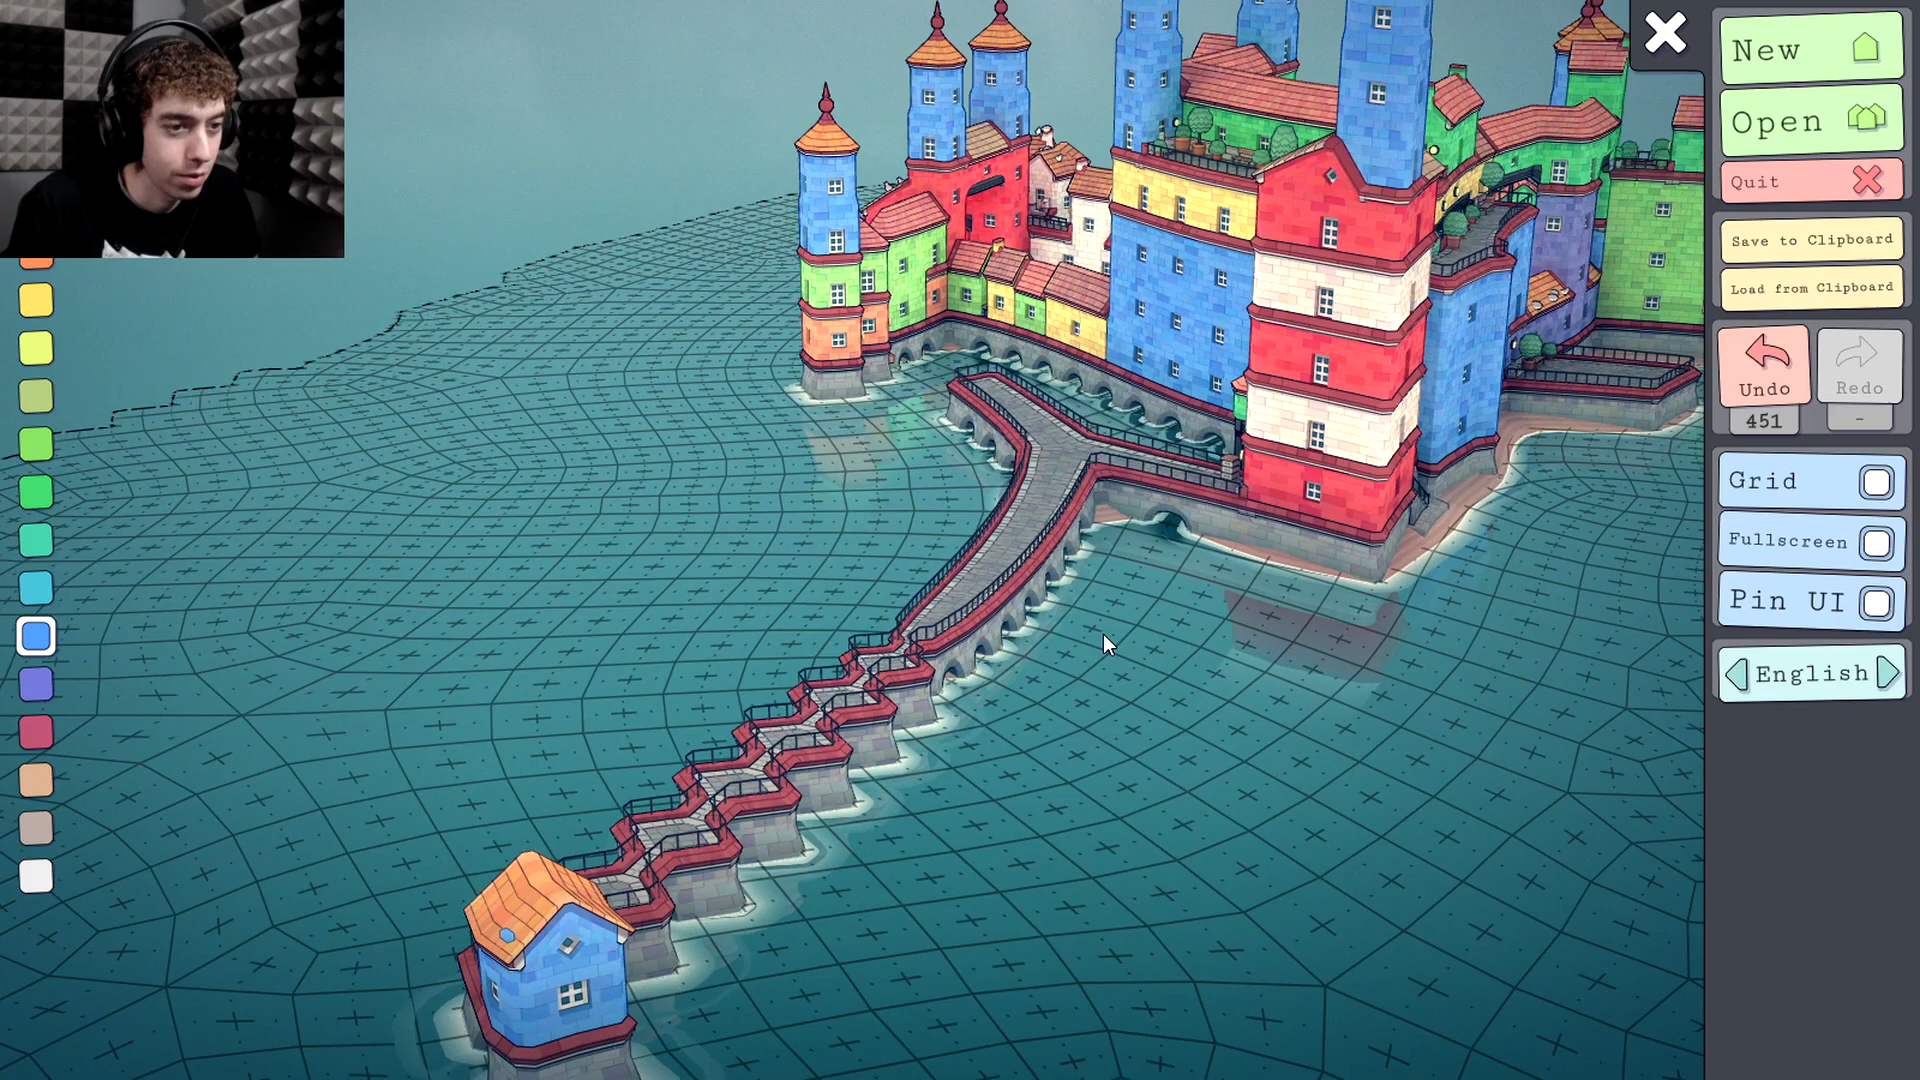 New
Open
Quit
Save to Clipboard
Load from Clipboard
Undo
Redo
451
-
Grid
Fullscreen
Pin UI
English